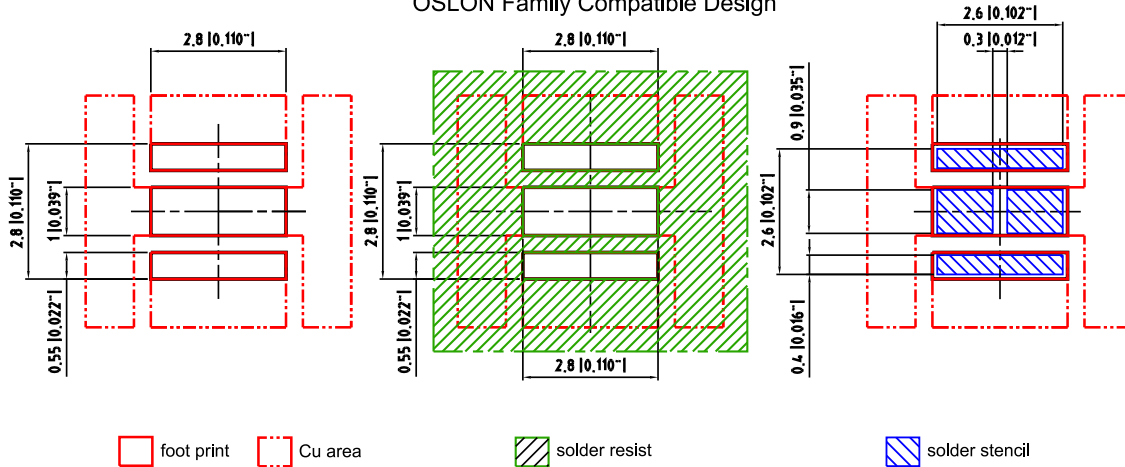 OSLON Family Compatible Design
2.8 |0.110"|
2.8 |0.110"|
2.6 |0.102"|
0.3 |0.012"|
2.8 |0.110"|
1 |0.039"|
0.55 |0.022"|
2.8 |0.110"|
1 |0.039"|
0.55 |0.022"|
2.8 |0.110"|
0.9 |0.035"|
2.6 |0.102"|
0.4 |0.016"|
foot print
Cu area
solder resist
solder stencil